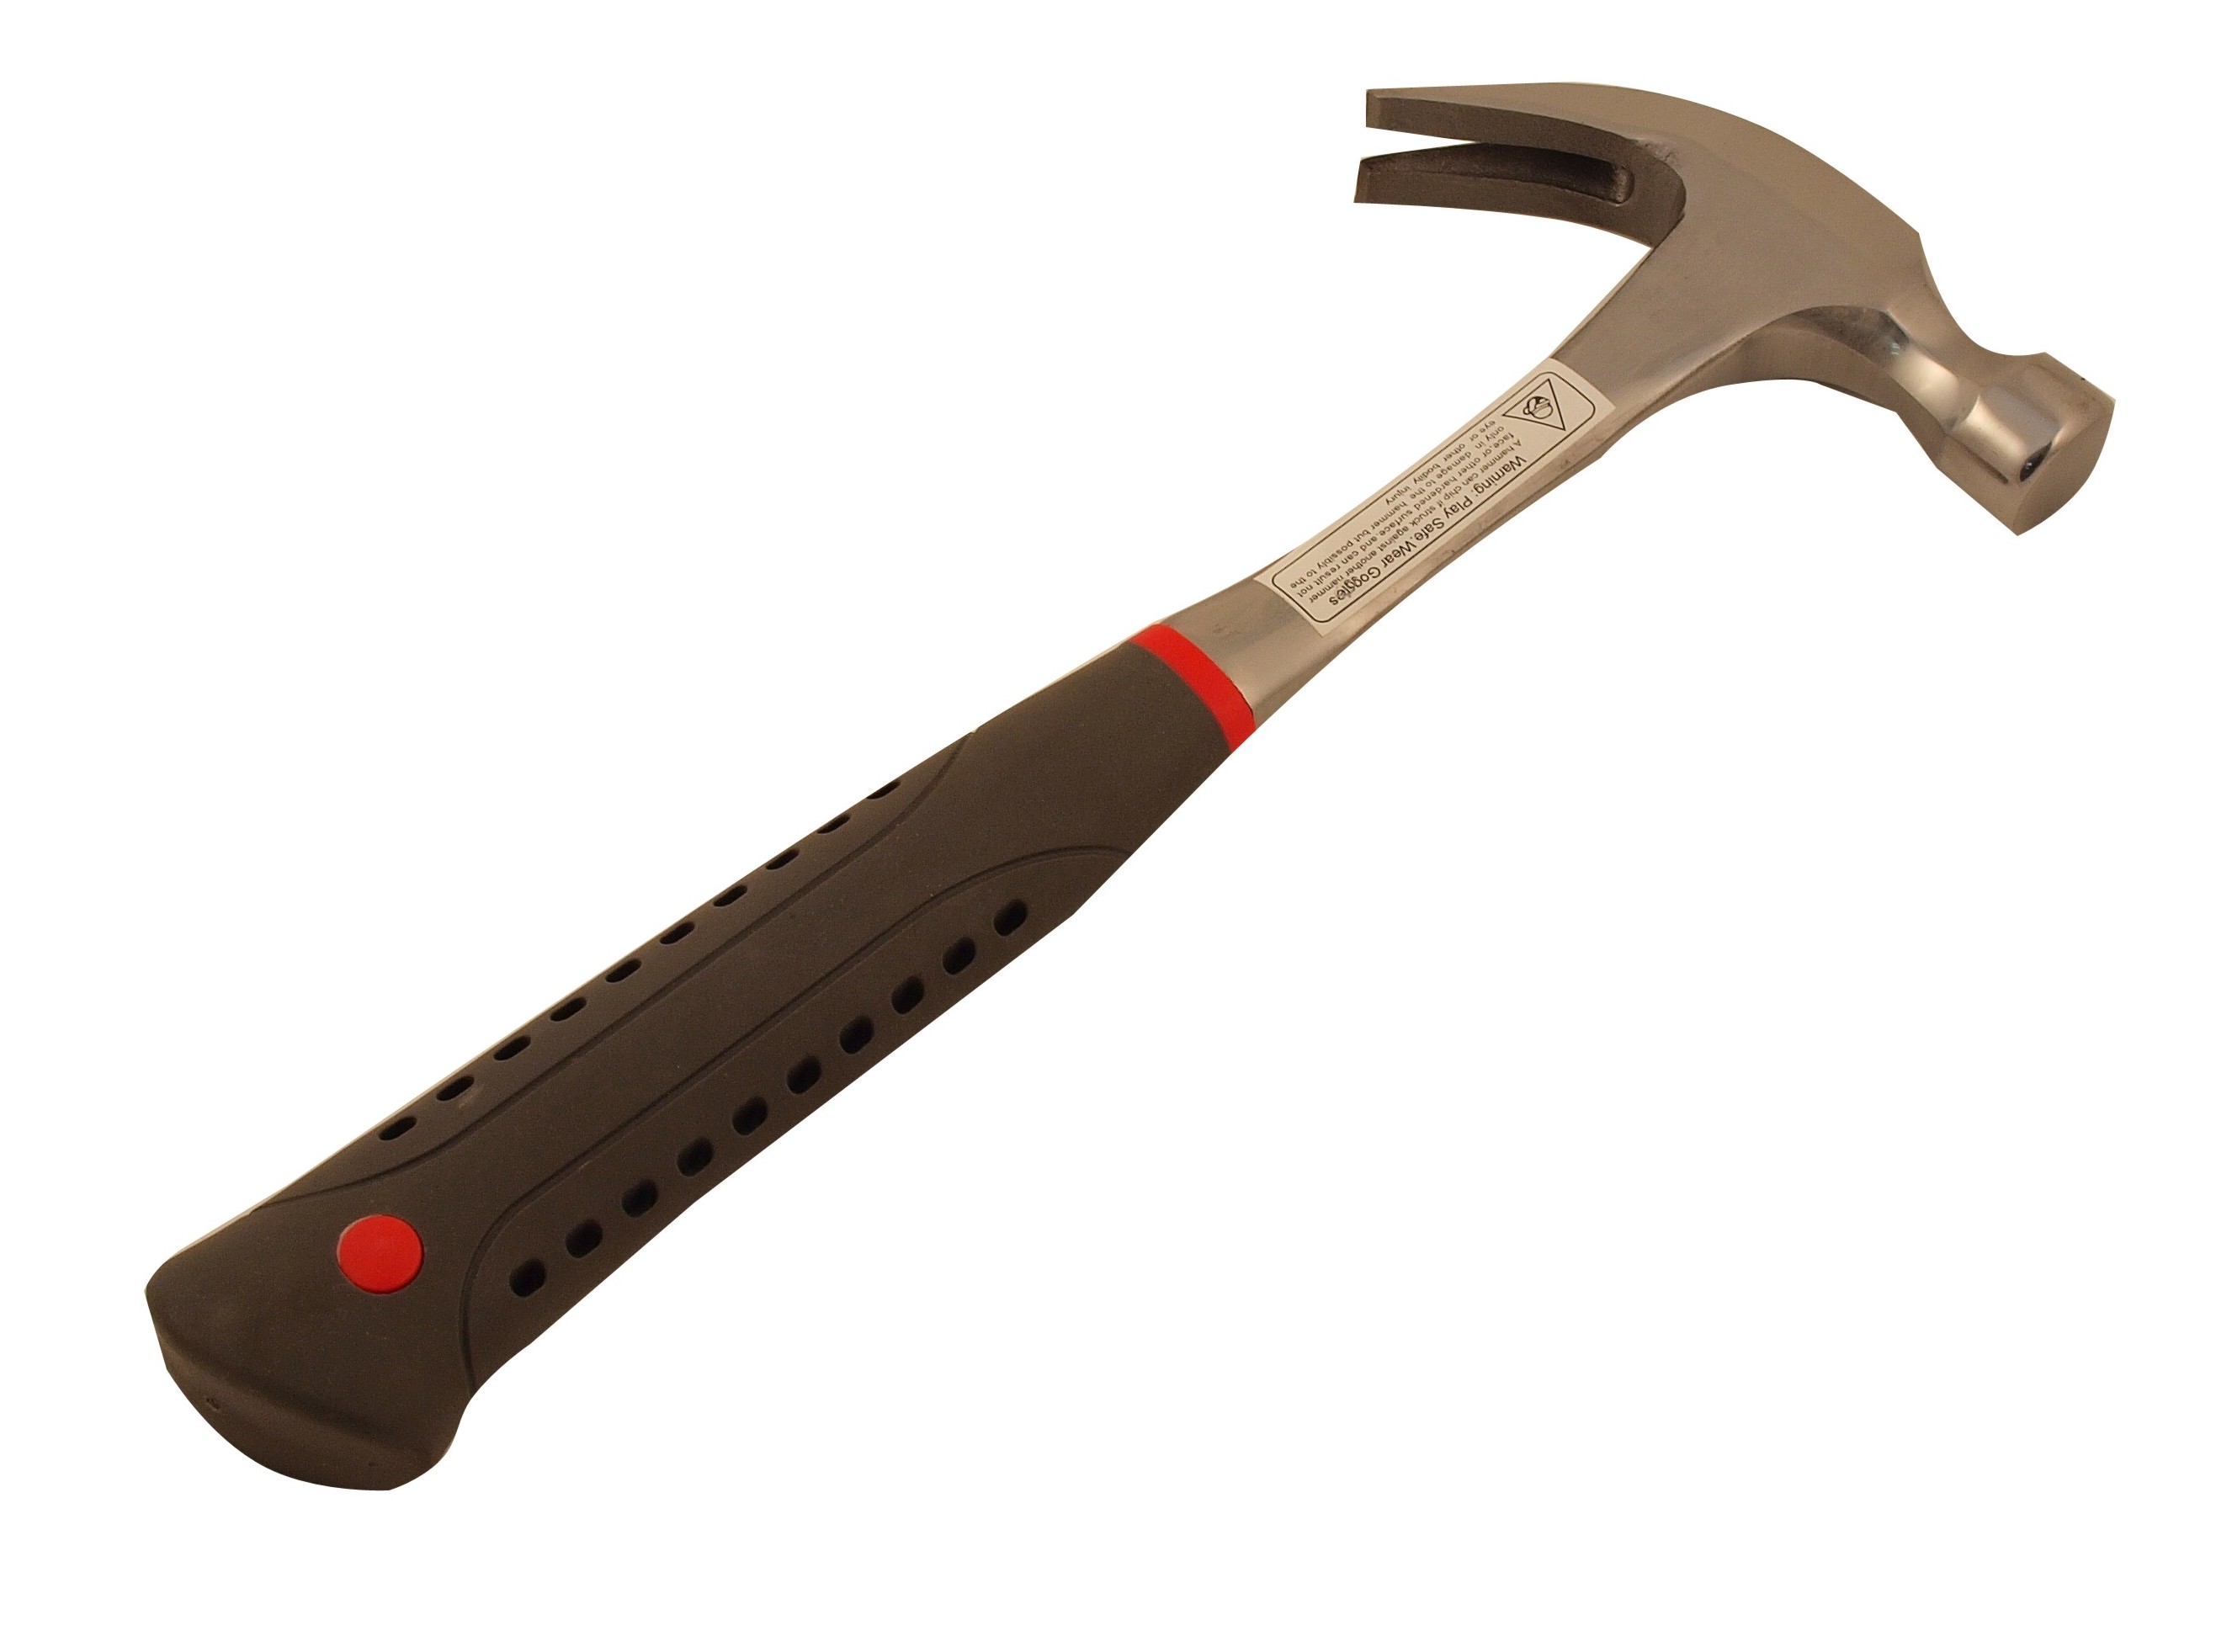 Warning: Play Safe.Wear Goggles
A hammer can chip if struck against another hammer
face,or other hardened surface and can result not
only in damage to the hammer but possibly to the
eye or other bodily injury